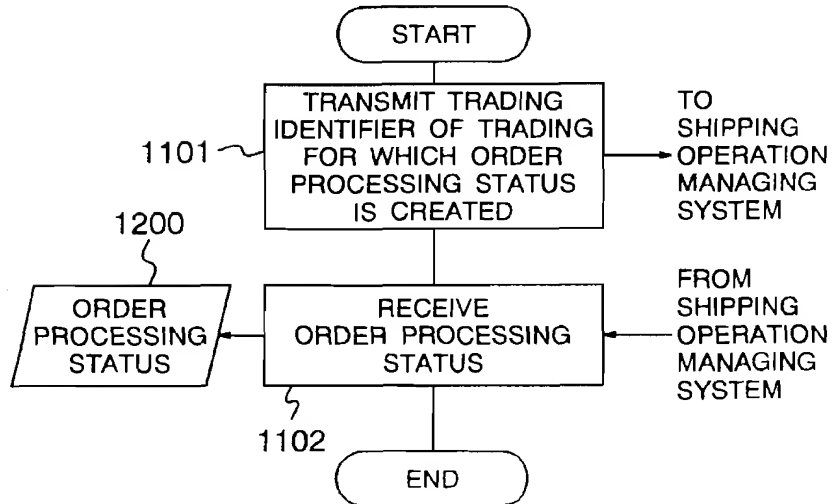 START
TRANSMIT TRADING
IDENTIFIER OF TRADING
FOR WHICH ORDER
PROCESSING STATUS
IS CREATED
1101
TO
SHIPPING
OPERATION
MANAGING
SYSTEM
1200
ORDER
PROCESSING
STATUS
RECEIVE
ORDER PROCESSING
STATUS
1102
FROM
SHIPPING
OPERATION
MANAGING
SYSTEM
END